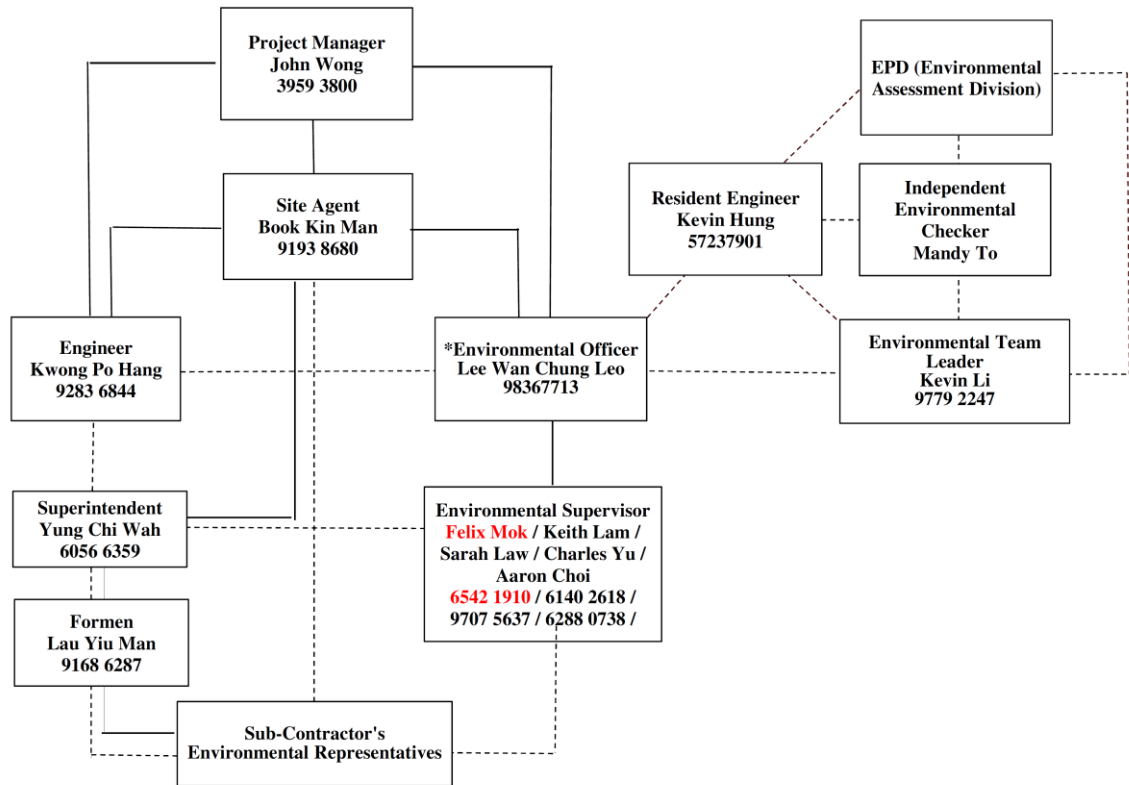 Project Manager
John Wong
3959 3800
EPD (Environmental
Assessment Division)
Site Agent
Book Kin Man
9193 8680
Resident Engineer
Kevin Hung
57237901
Independent
Environmental
Checker
Mandy To
Engineer
Kwong Po Hang
9283 6844
*Environmental Officer
Lee Wan Chung Leo
98367713
Environmental Team
Leader
Kevin Li
9779 2247
Superintendent
Yung Chi Wah
6056 6359
Environmental Supervisor
Felix Mok / Keith Lam /
Sarah Law / Charles Yu /
Aaron Choi
6542 1910 / 6140 2618 /
9707 5637 / 6288 0738 /
Formen
Lau Yiu Man
9168 6287
Sub-Contractor's
Environmental Representatives